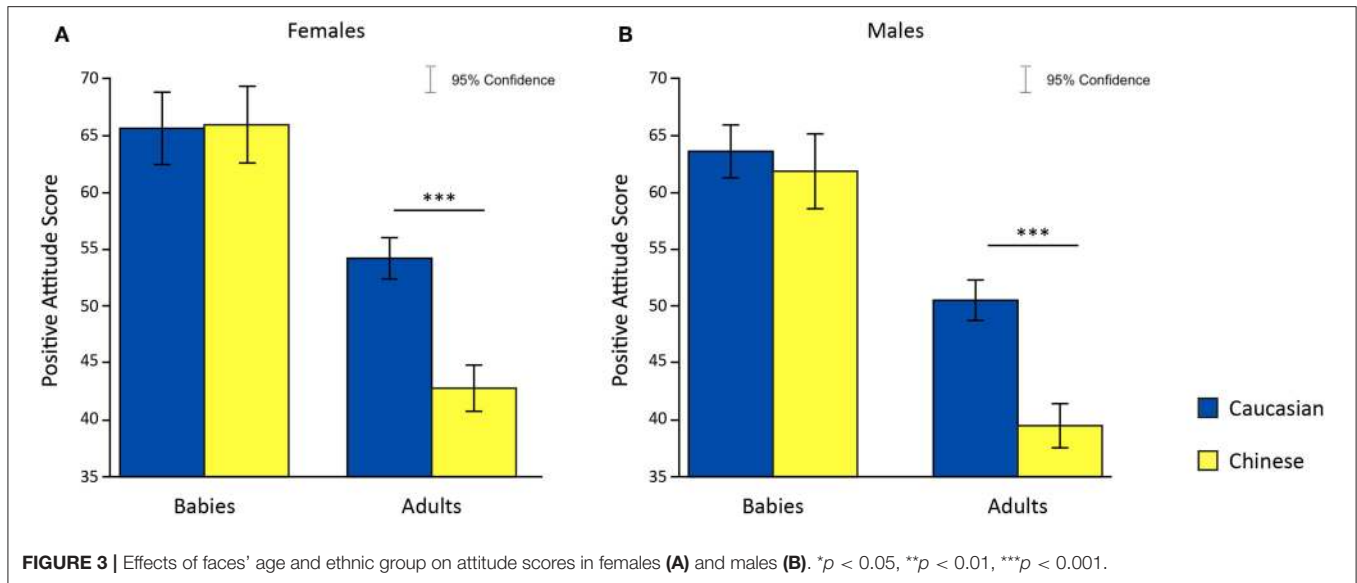 A
Females
95% Confidence
Positive Attitude Score
70
65
60
55
50
45
40
35
***
Babies
Adults
B
Males
95% Confidence
Positive Attitude Score
70
65
60
55
50
45
40
35
***
Babies
Adults
Caucasian
Chinese
FIGURE 3 | Effects of faces' age and ethnic group on attitude scores in females (A) and males (B). *p < 0.05, **p < 0.01, ***p < 0.001.